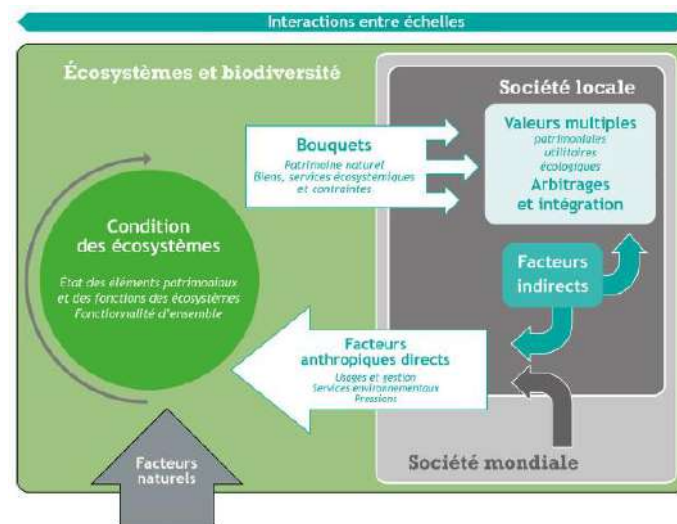 Interactions entre échelles
Écosystèmes et biodiversité
Société locale
Valeurs multiples
patrimoniales
utilitaires
écologiques
Arbitrages
et intégration
Bouquets
Patrimoine naturel
Biens, services écosystémiques
et contraintes
Condition
des écosystèmes
État des éléments patrimoniaux
et des fonctions des écosystèmes
Fonctionnalité d'ensemble
Facteurs
indirects
Facteurs
anthropiques directs
Usages et gestion
Services environnementaux
Pressions
Facteurs
naturels
Société mondiale